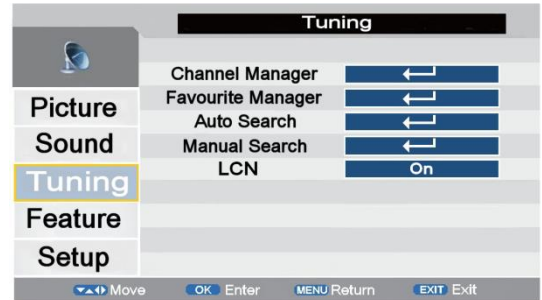 Tuning
Channel Manager
Favourite Manager
Auto Search
Manual Search
LCN On
Picture
Sound
Tuning
Feature
Setup
Move OK Enter MENU Return EXIT Exit